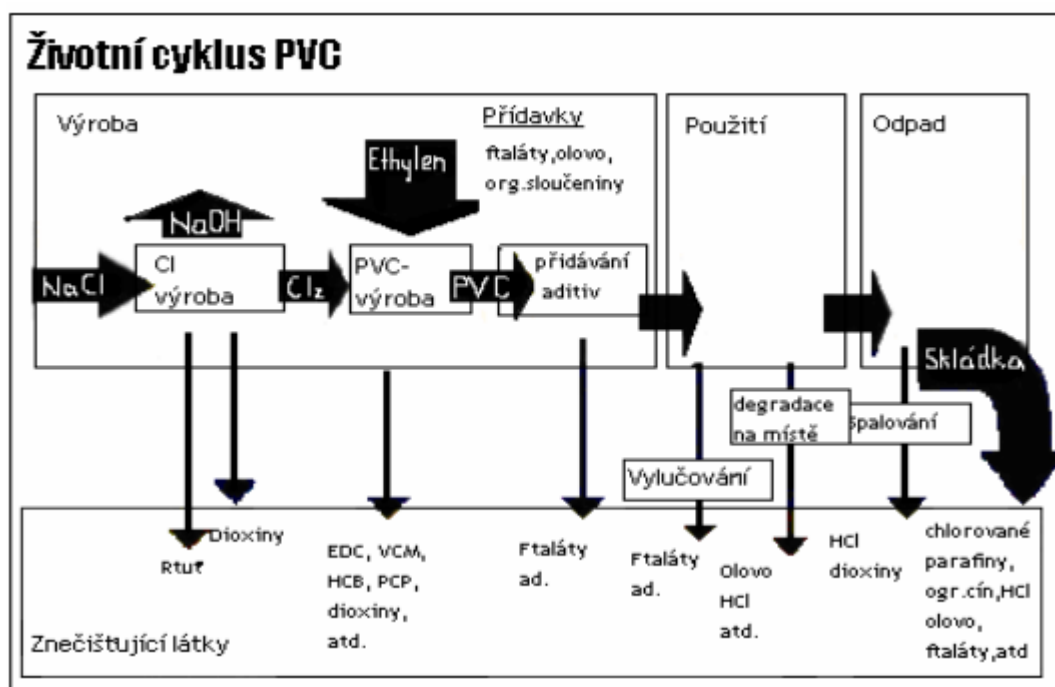 Životní cyklus PVC
Výroba
Přídavky
ftaláty,olovo,
org.sloučeniny
Použití
Odpad
Ethylen
NaOH
NaCl
Cl
výroba
Cl₂
PVC-
výroba
PVC
přidávání
aditiv
Skládka
degradace
na místě
spalování
Vylučování
Rtuť
Dioxiny
EDC, VCM,
HCB, PCP,
dioxiny,
atd.
Ftaláty
ad.
Ftaláty
ad.
Olovo
HCl
atd.
HCl
dioxiny
chlorované
parafiny,
ogr.cín,HCl
olovo,
ftaláty,atd
Znečišťující látky